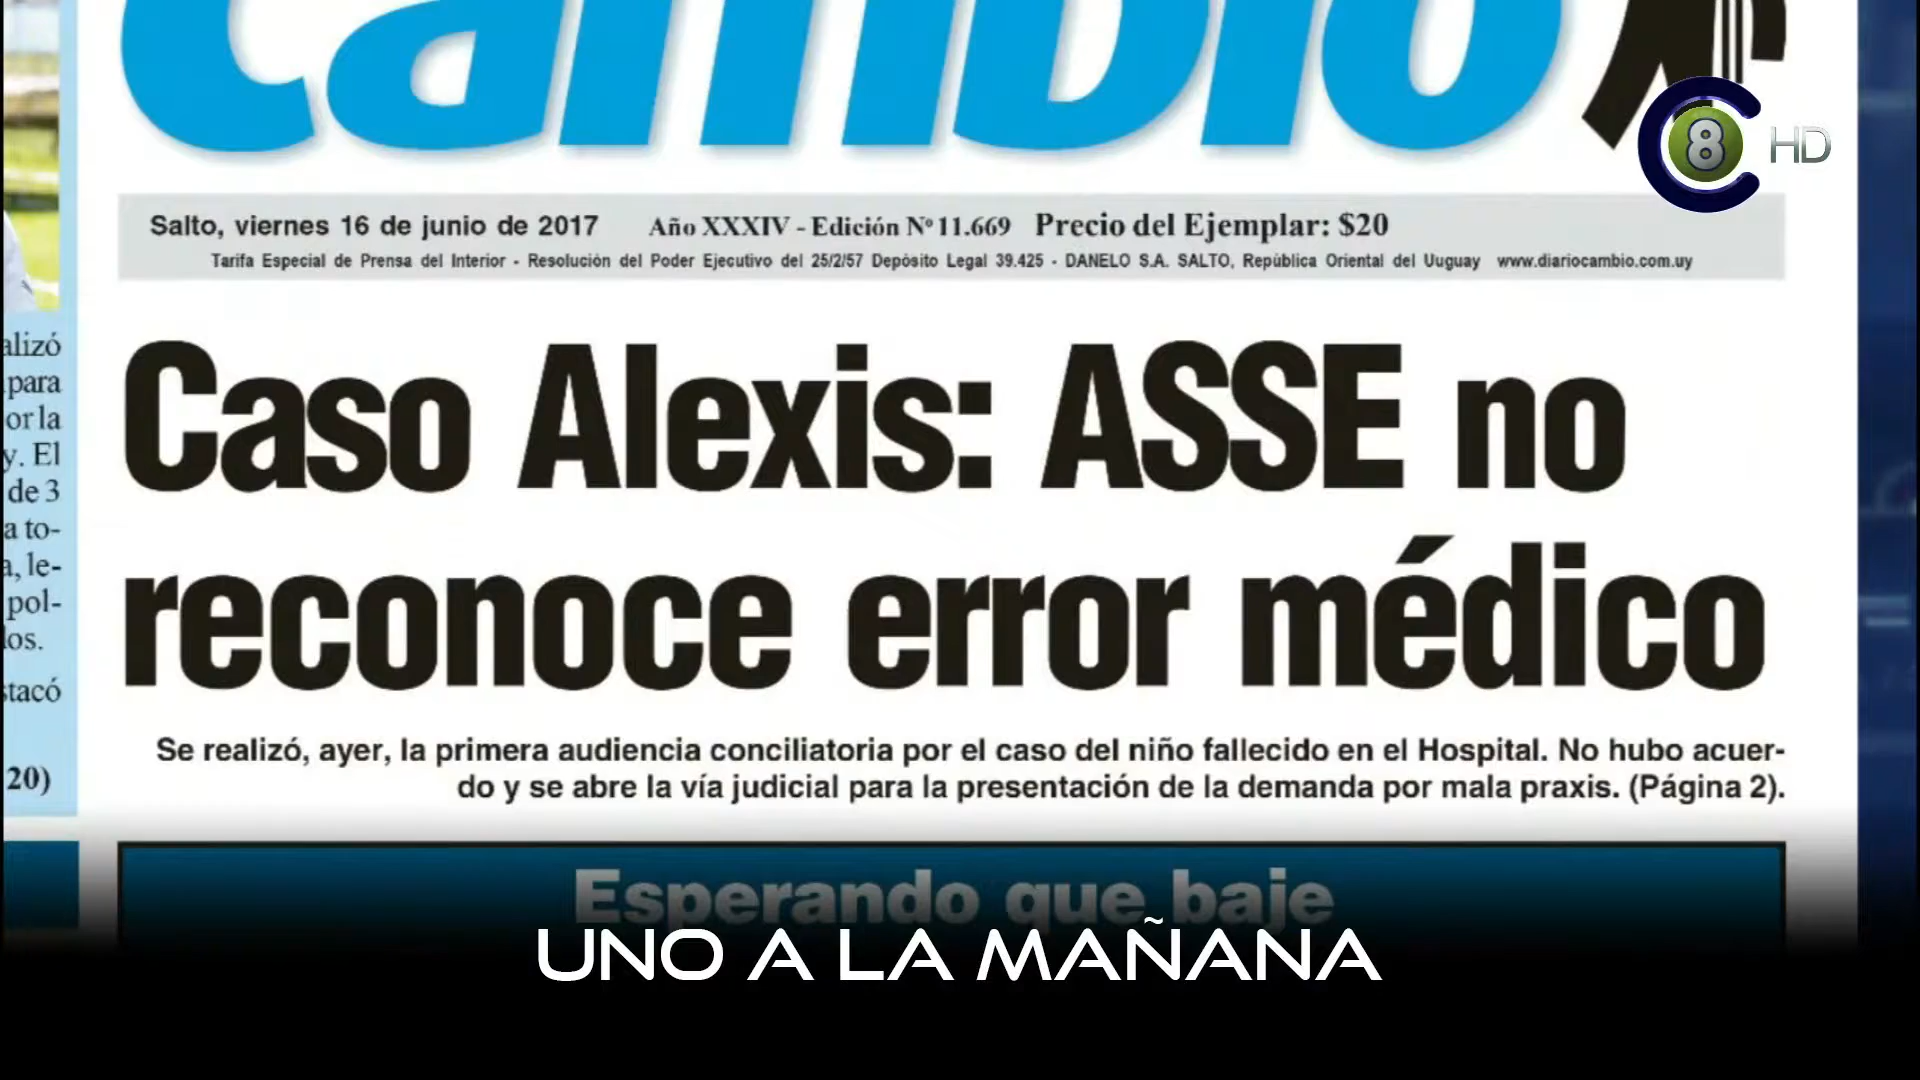 Cambio
8 HD
Salto, viernes 16 de junio de 2017 Año XXXIV - Edición Nº 11.669 Precio del Ejemplar: $20
Tarifa Especial de Prensa del Interior - Resolución del Poder Ejecutivo del 25/2/57 Depósito Legal 39.425 - DANELO S.A. SALTO, República Oriental del Uuguay www.diariocambio.com.uy
Caso Alexis: ASSE no
reconoce error médico
Se realizó, ayer, la primera audiencia conciliatoria por el caso del niño fallecido en el Hospital. No hubo acuer-
do y se abre la vía judicial para la presentación de la demanda por mala praxis. (Página 2).
alizó
para
or la
y. El
de 3
a to-
a, le-
pol-
los.
stacó
20)
Esperando que baje
UNO A LA MAÑANA